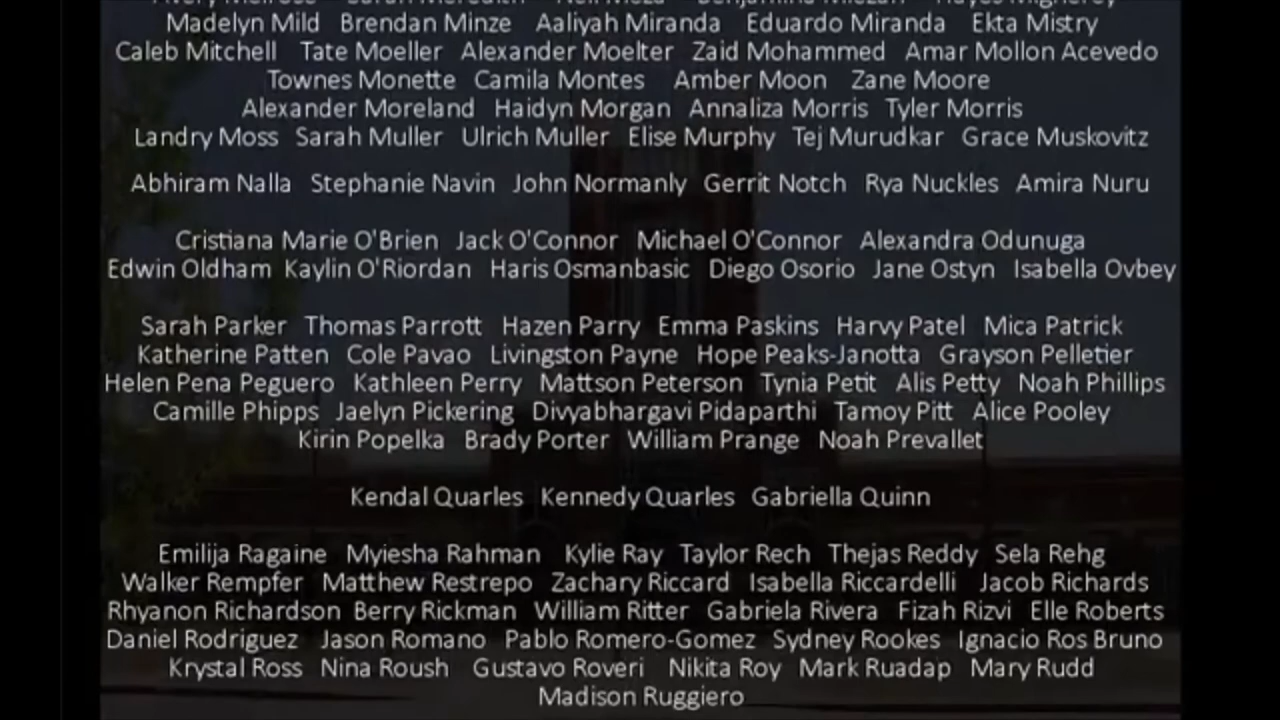 Madelyn Mild Brendan Minze Aaliyah Miranda Eduardo Miranda Ekta Mistry
Caleb Mitchell Tate Moeller Alexander Moelter Zaid Mohammed Amar Mollon Acevedo
Townes Monette Camila Montes Amber Moon Zane Moore
Alexander Moreland Haidyn Morgan Annaliza Morris Tyler Morris
Landry Moss Sarah Muller Ulrich Muller Elise Murphy Tej Murudkar Grace Muskovitz
Abhiram Nalla Stephanie Navin John Normanly Gerrit Notch Rya Nuckles Amira Nuru
Cristiana Marie O'Brien Jack O'Connor Michael O'Connor Alexandra Odunuga
Edwin Oldham Kaylin O'Riordan Haris Osmanbasic Diego Osorio Jane Ostyn Isabella Ovbey
Sarah Parker Thomas Parrott Hazen Parry Emma Paskins Harvy Patel Mica Patrick
Katherine Patten Cole Pavao Livingston Payne Hope Peaks-Janotta Grayson Pelletier
Helen Pena Peguero Kathleen Perry Mattson Peterson Tynia Petit Alis Petty Noah Phillips
Camille Phipps Jaelyn Pickering Divyabhargavi Pidaparthi Tamoy Pitt Alice Pooley
Kirin Popelka Brady Porter William Prange Noah Prevallet
Kendal Quarles Kennedy Quarles Gabriella Quinn
Emilija Ragaine Myiesha Rahman Kylie Ray Taylor Rech Thejas Reddy Sela Rehg
Walker Rempfer Matthew Restrepo Zachary Riccard Isabella Riccardelli Jacob Richards
Rhyanon Richardson Berry Rickman William Ritter Gabriela Rivera Fizah Rizvi Elle Roberts
Daniel Rodriguez Jason Romano Pablo Romero-Gomez Sydney Rookes Ignacio Ros Bruno
Krystal Ross Nina Roush Gustavo Roveri Nikita Roy Mark Ruadap Mary Rudd
Madison Ruggiero